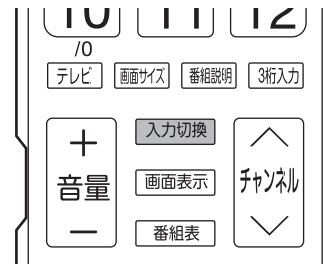 10 11 12
/0
テレビ 画面サイズ 番組説明 3桁入力
入力切換
+
音量
－
画面表示
チャンネル
番組表